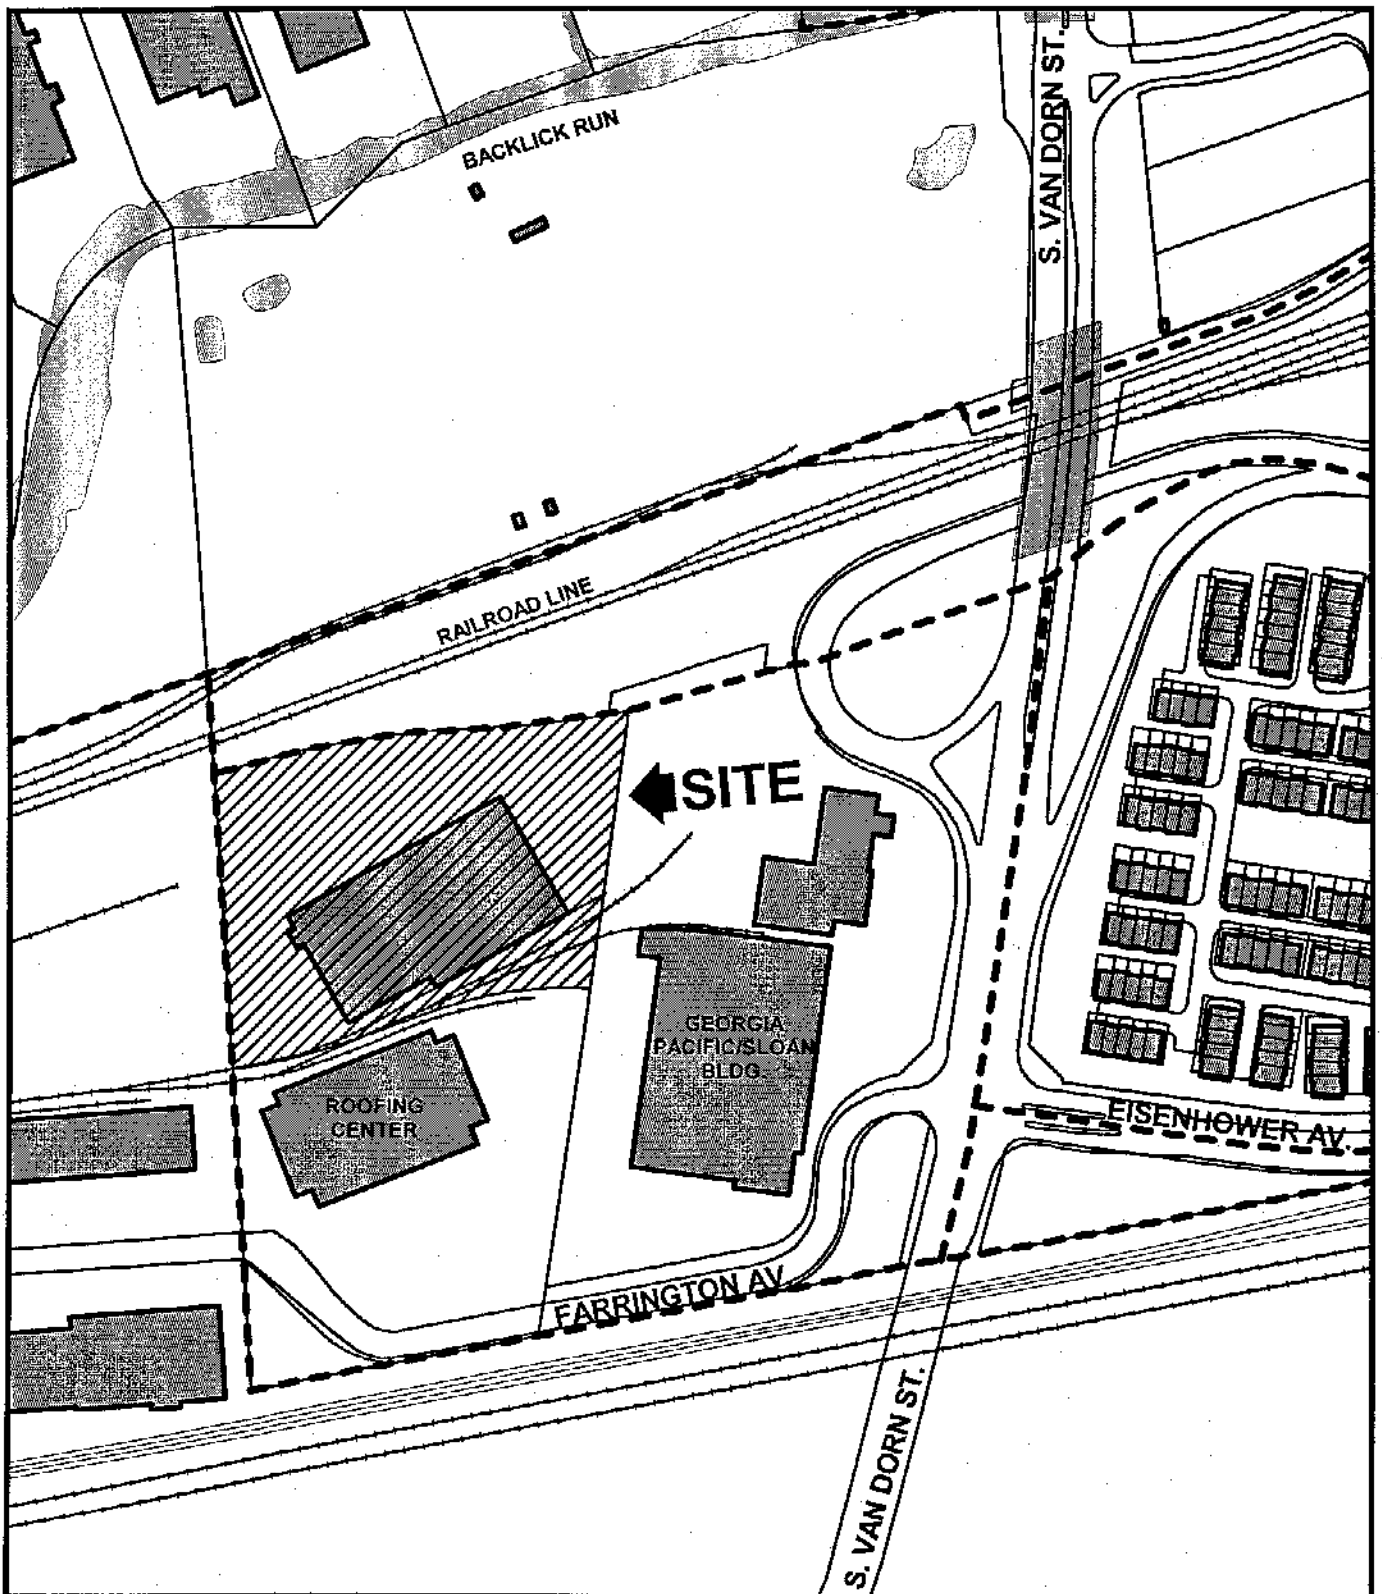 S. VAN DORN ST.
BACKLICK RUN
RAILROAD LINE
SITE
GEORGIA
PACIFIC/SLOAN
BLDG.
ROOFING
CENTER
EISENHOWER AV.
FARRINGTON AV
S. VAN DORN ST.